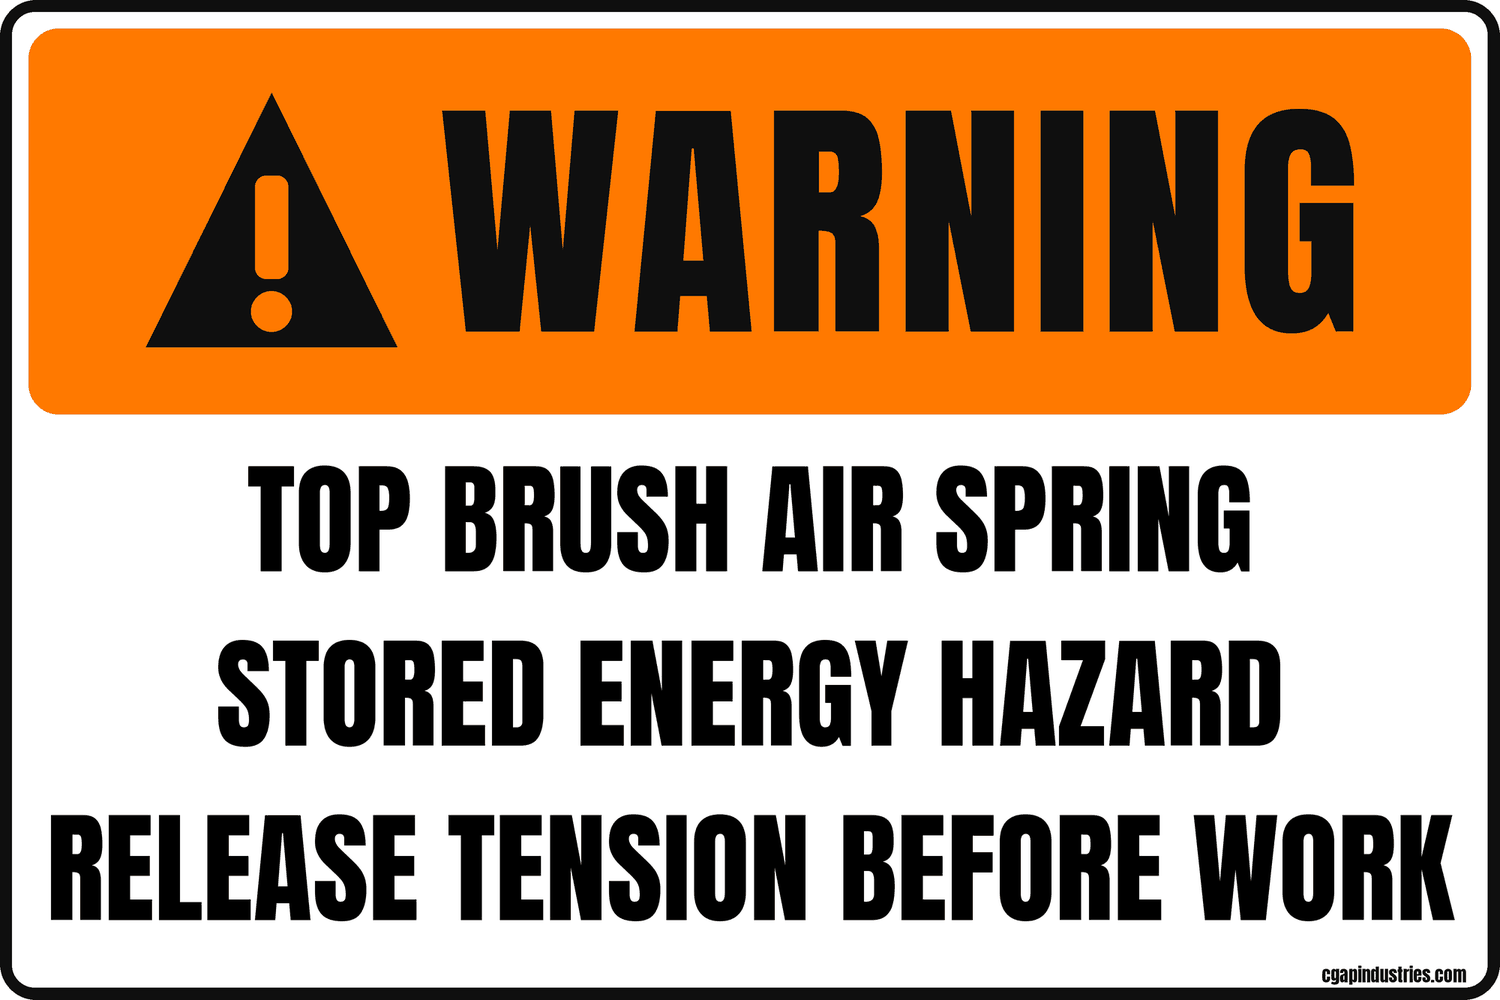 WARNING
TOP BRUSH AIR SPRING
STORED ENERGY HAZARD
RELEASE TENSION BEFORE WORK
cgapindustries.com